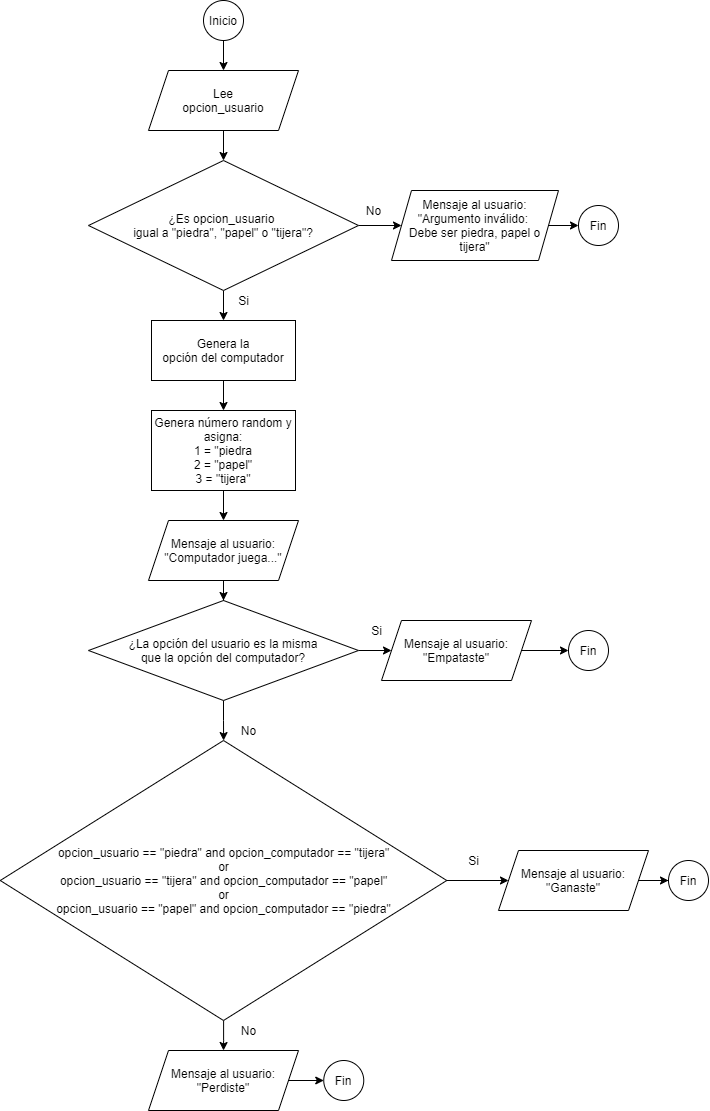 Inicio
Lee
opcion_usuario
¿Es opcion_usuario
igual a "piedra", "papel" o "tijera"?
No
Mensaje al usuario:
"Argumento inválido:
Debe ser piedra, papel o
tijera"
Fin
Si
Genera la
opción del computador
Genera número random y
asigna:
1 = "piedra
2 = "papel"
3 = "tijera"
Mensaje al usuario:
"Computador juega..."
¿La opción del usuario es la misma
que la opción del computador?
Si
Mensaje al usuario:
"Empataste"
Fin
No
opcion_usuario == "piedra" and opcion_computador == "tijera"
or
opcion_usuario == "tijera" and opcion_computador == "papel"
or
opcion_usuario == "papel" and opcion_computador == "piedra"
Si
Mensaje al usuario:
"Ganaste"
Fin
No
Mensaje al usuario:
"Perdiste"
Fin